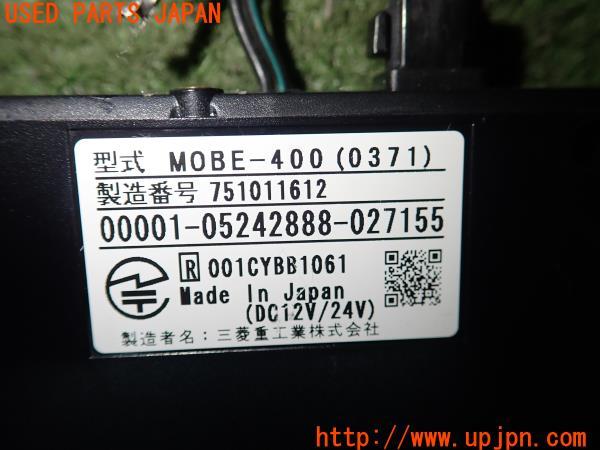 USED PARTS JAPAN
型式 MOBE-400(0371)
製造番号 751011612
00001-05242888-027155
R 001CYBB1061
Made In Japan
(DC12V/24V)
製造者名：三菱重工業株式会社
http://www.upjpn.com/